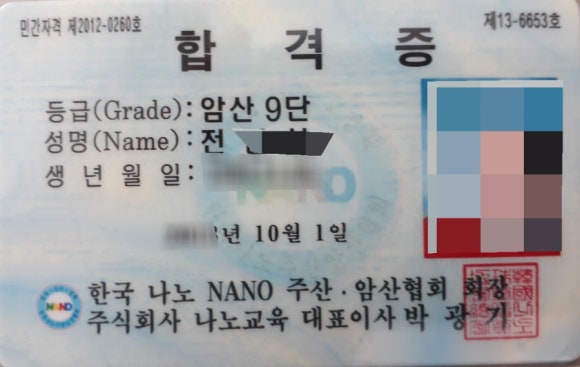 민간자격 제2012-0260호
제13-6653호
합 격 증
등급(Grade): 암산 9단
성명(Name): 전
생 년 월 일:
NANO
년 10월 1일
NANO
한국 나노 NANO 주산 · 암산협회 회장
주식회사 나노교육 대표이사 박 광 기